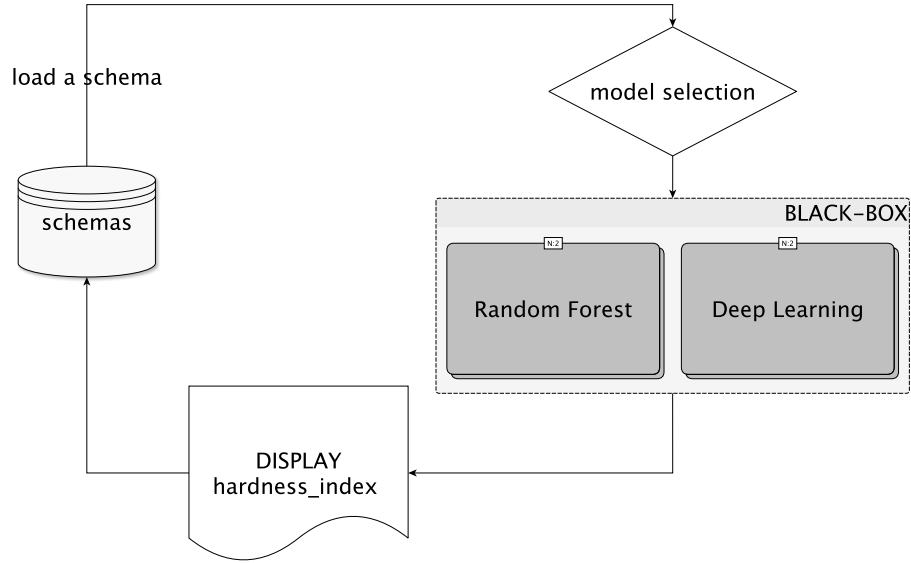 load a schema
model selection
schemas
BLACK-BOX
N:2
N:2
Random Forest
Deep Learning
DISPLAY
hardness_index